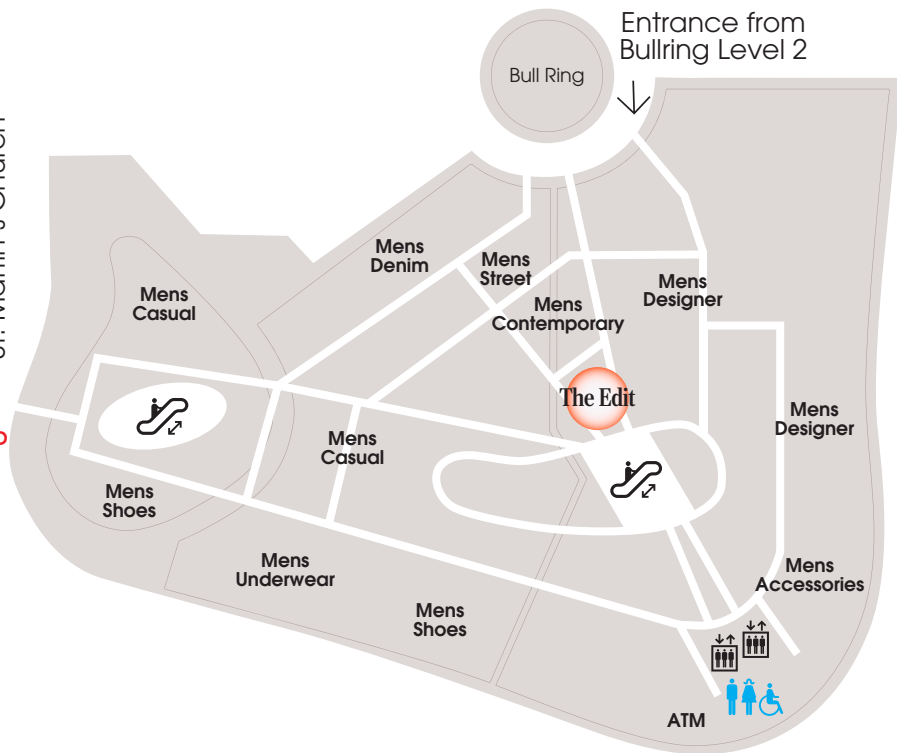 Entrance from
Bullring Level 2
Bull Ring
Mens
Denim
Mens
Street
Mens
Designer
Mens
Casual
Mens
Contemporary
The Edit
Mens
Designer
Mens
Casual
Mens
Shoes
Mens
Underwear
Mens
Accessories
Mens
Shoes
ATM